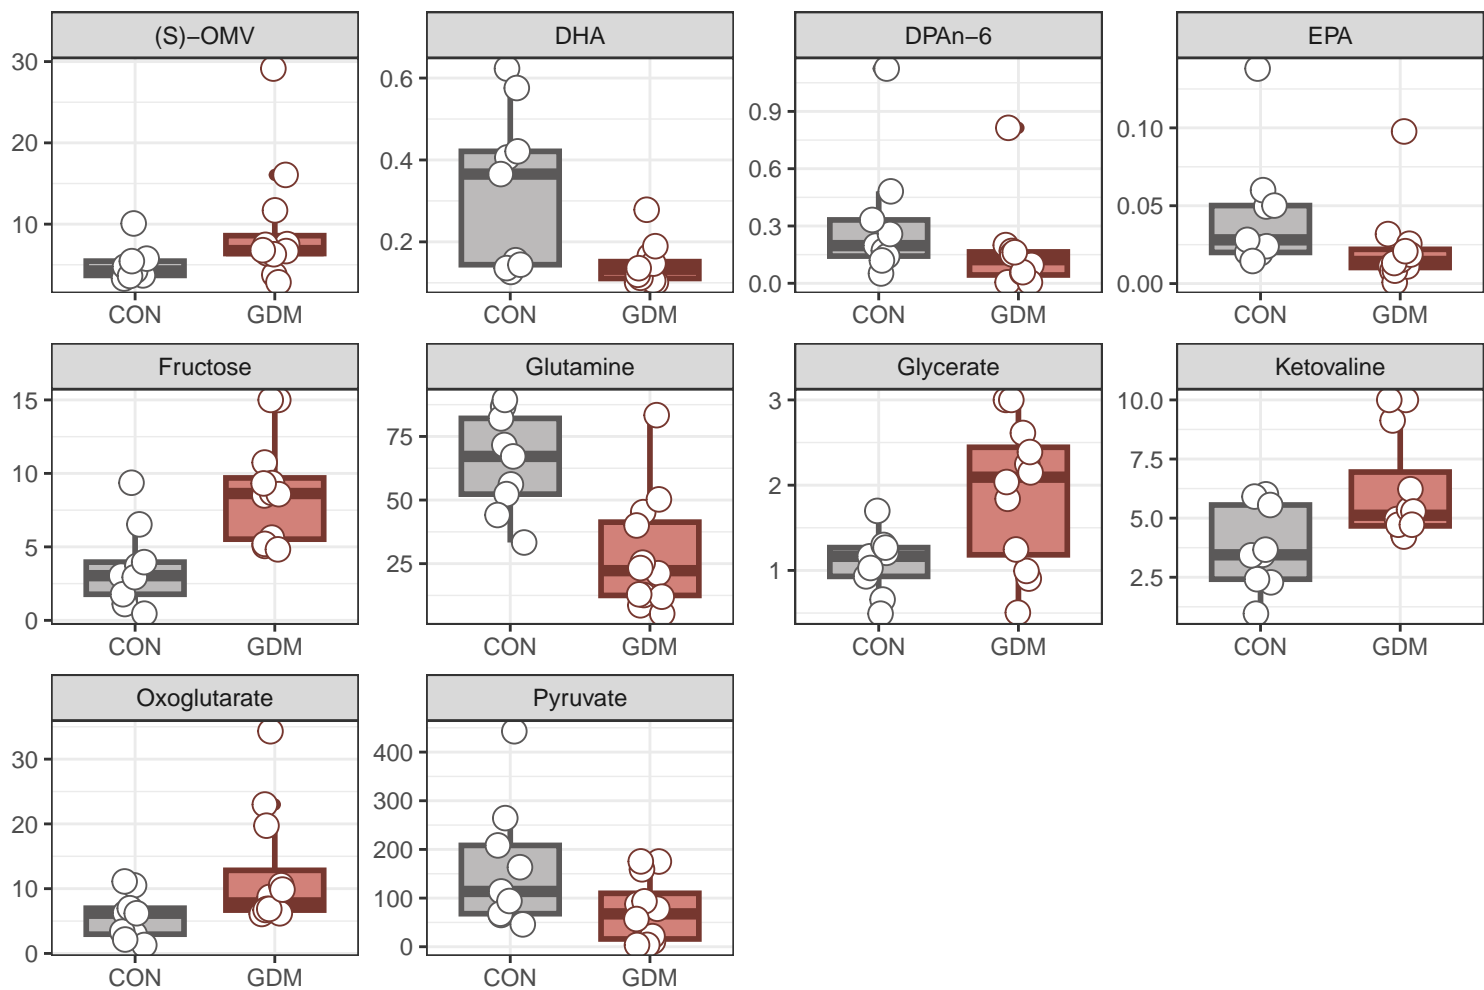 (S)−OMV
DHA
DPAn−6
EPA
30
20
10
0.6
0.4
0.2
0.9
0.6
0.3
0.0
0.10
0.05
0.00
CON
GDM
CON
GDM
CON
GDM
CON
GDM
Fructose
Glutamine
Glycerate
Ketovaline
15
10
5
0
75
50
25
3
2
1
10.0
7.5
5.0
2.5
CON
GDM
CON
GDM
CON
GDM
CON
GDM
Oxoglutarate
Pyruvate
30
20
10
0
400
300
200
100
0
CON
GDM
CON
GDM